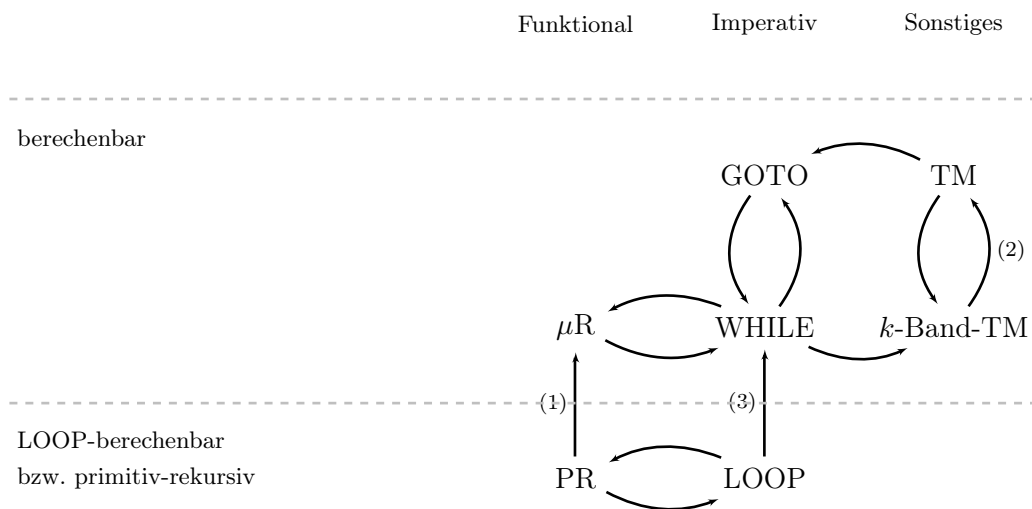 Funktional Imperativ Sonstiges
berechenbar
GOTO TM
(2)
μR WHILE k-Band-TM
(1) (3)
LOOP-berechenbar
bzw. primitiv-rekursiv
PR LOOP